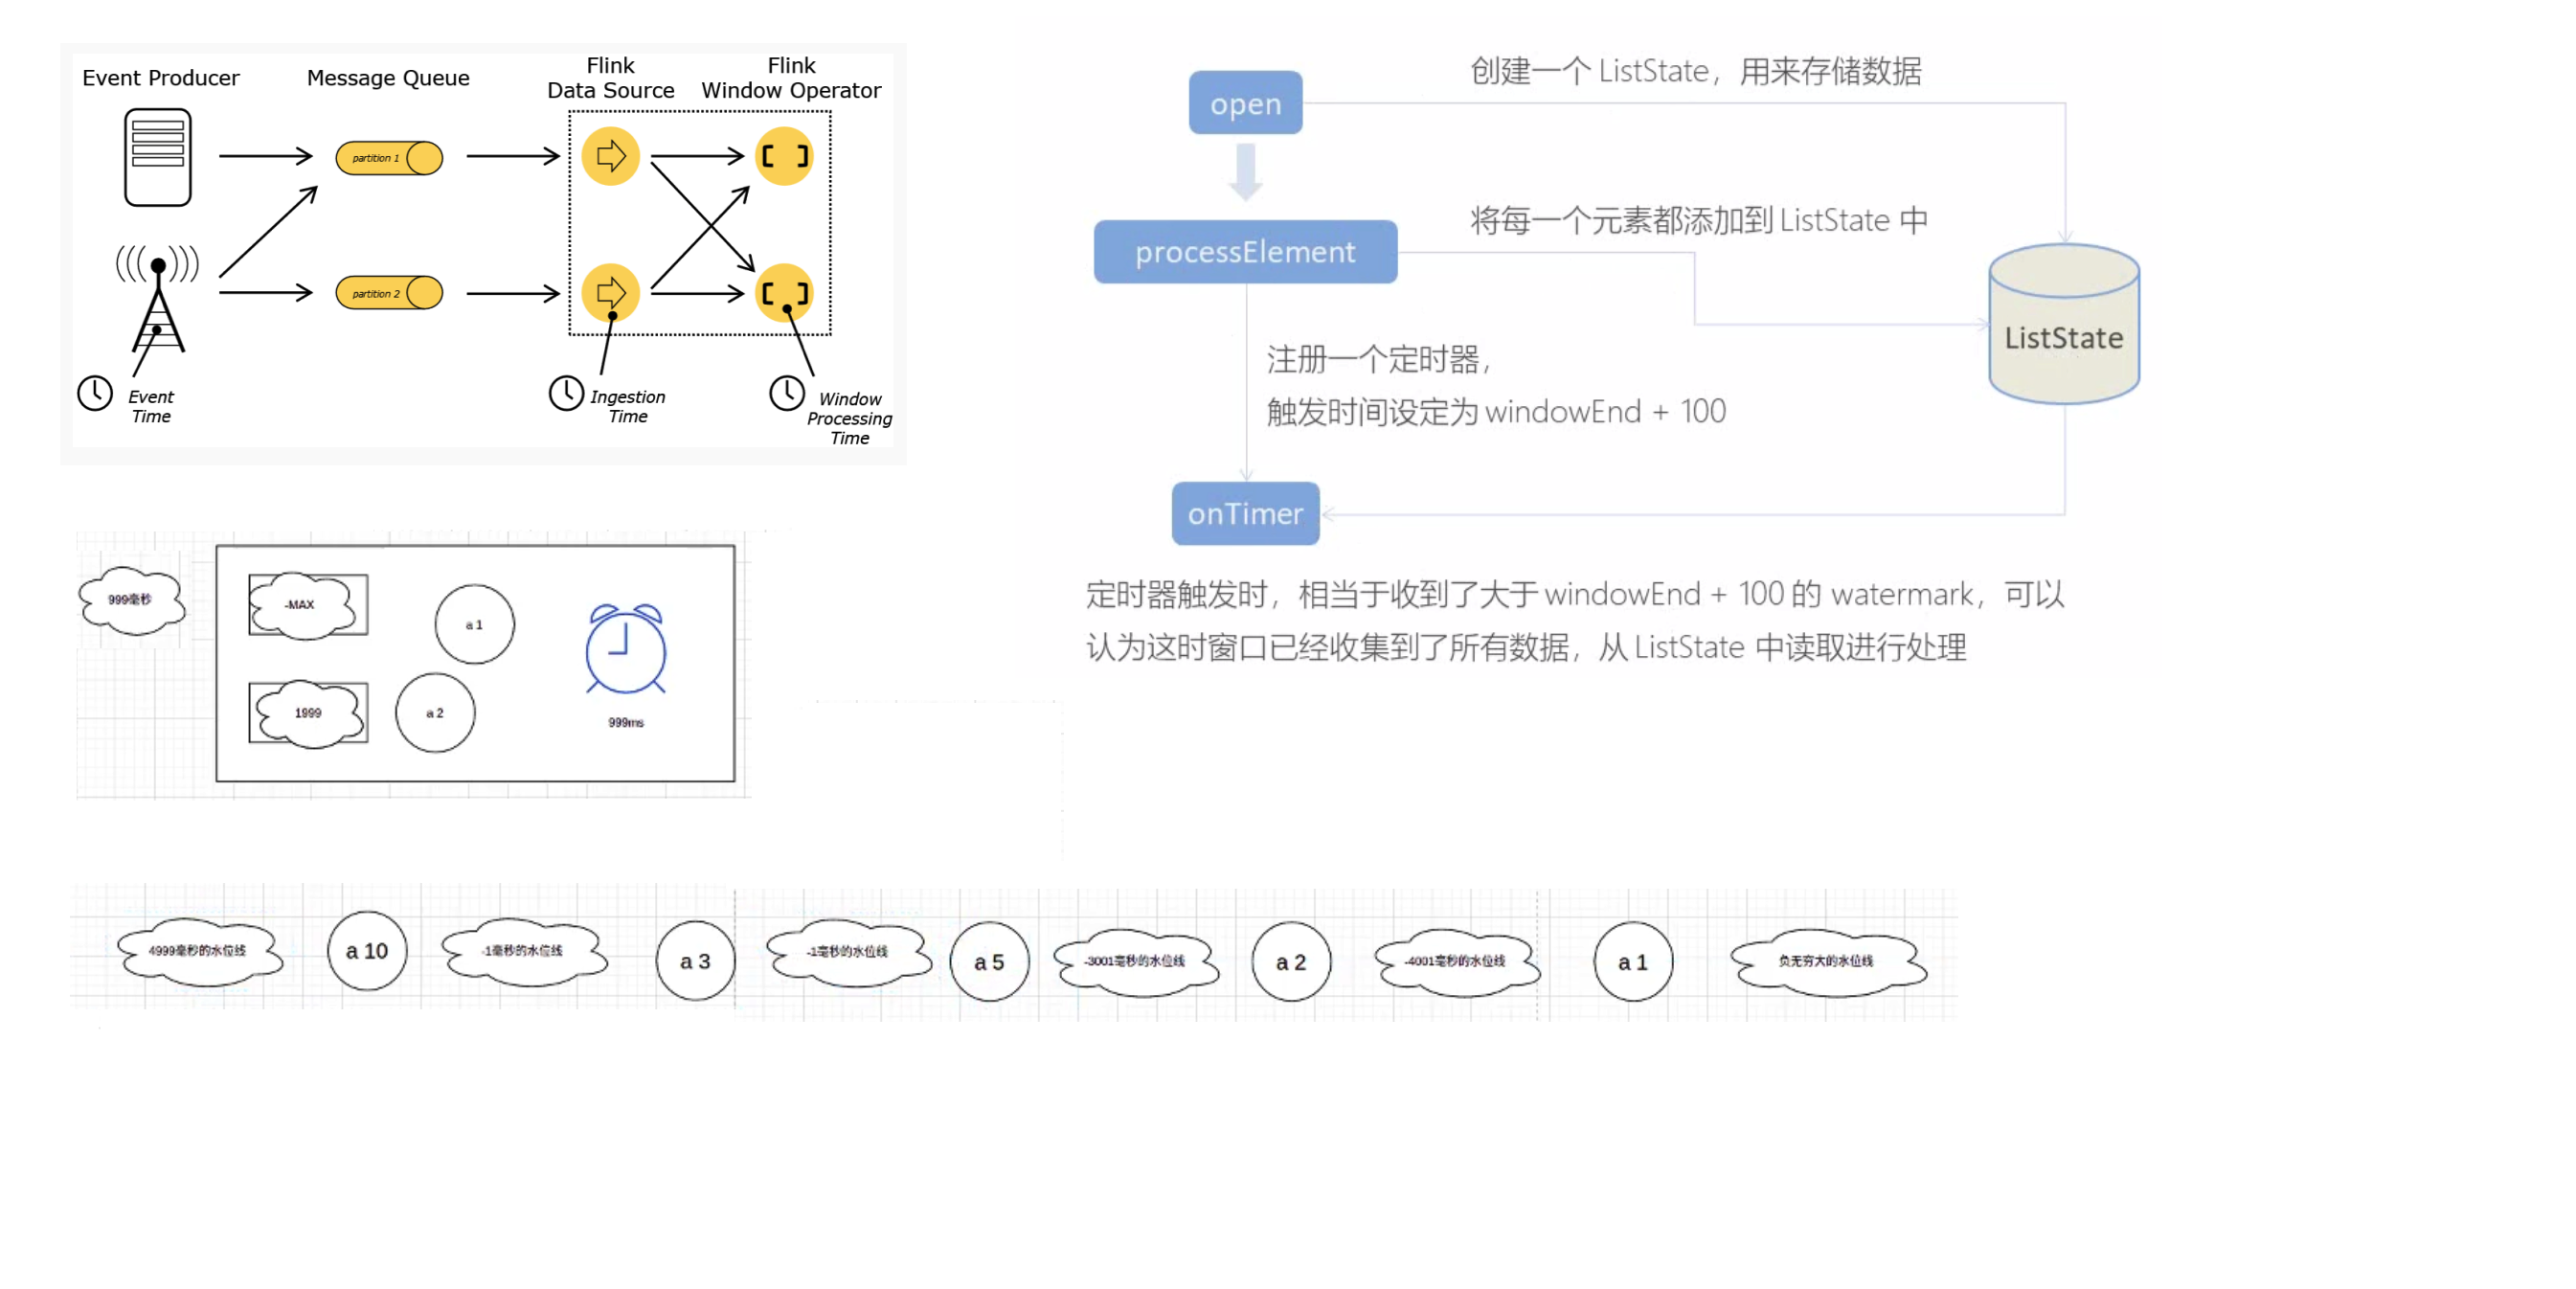 Event Producer
Message Queue
Flink
Data Source
Flink
Window Operator
partition 1
partition 2
Event
Time
Ingestion
Time
Window
Processing
Time
open
创建一个 ListState，用来存储数据
processElement
将每一个元素都添加到 ListState 中
ListState
注册一个定时器，
触发时间设定为 windowEnd + 100
onTimer
定时器触发时，相当于收到了大于 windowEnd + 100 的 watermark，可以
认为这时窗口已经收集到了所有数据，从 ListState 中读取进行处理
999毫秒
-MAX
a 1
1999
a 2
999ms
4999毫秒的水位线
a 10
-1毫秒的水位线
a 3
-1毫秒的水位线
a 5
-3001毫秒的水位线
a 2
-4001毫秒的水位线
a 1
负无穷大的水位线